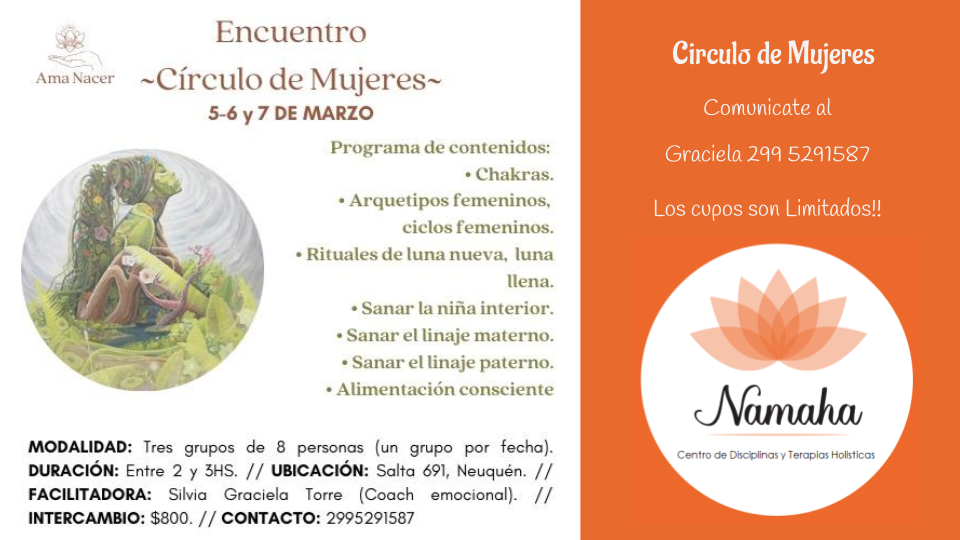 Ama Nacer
Encuentro
~Círculo de Mujeres~
5-6 y 7 DE MARZO
Programa de contenidos:
• Chakras.
• Arquetipos femeninos,
ciclos femeninos.
• Rituales de luna nueva, luna
llena.
• Sanar la niña interior.
• Sanar el linaje materno.
• Sanar el linaje paterno.
• Alimentación consciente
MODALIDAD: Tres grupos de 8 personas (un grupo por fecha).
DURACIÓN: Entre 2 y 3HS. // UBICACIÓN: Salta 691, Neuquén. //
FACILITADORA: Silvia Graciela Torre (Coach emocional). //
INTERCAMBIO: $800. // CONTACTO: 2995291587
Circulo de Mujeres
Comunicate al
Graciela 299 5291587
Los cupos son Limitados!!
Namaha
Centro de Disciplinas y Terapias Holisticas